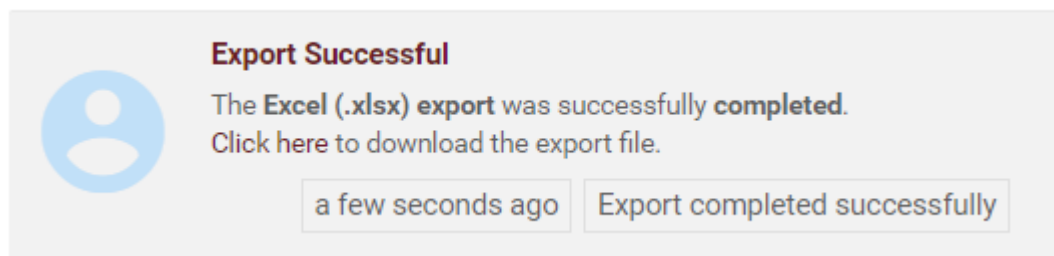 Export Successful
The Excel (.xlsx) export was successfully completed.
Click here to download the export file.
a few seconds ago Export completed successfully